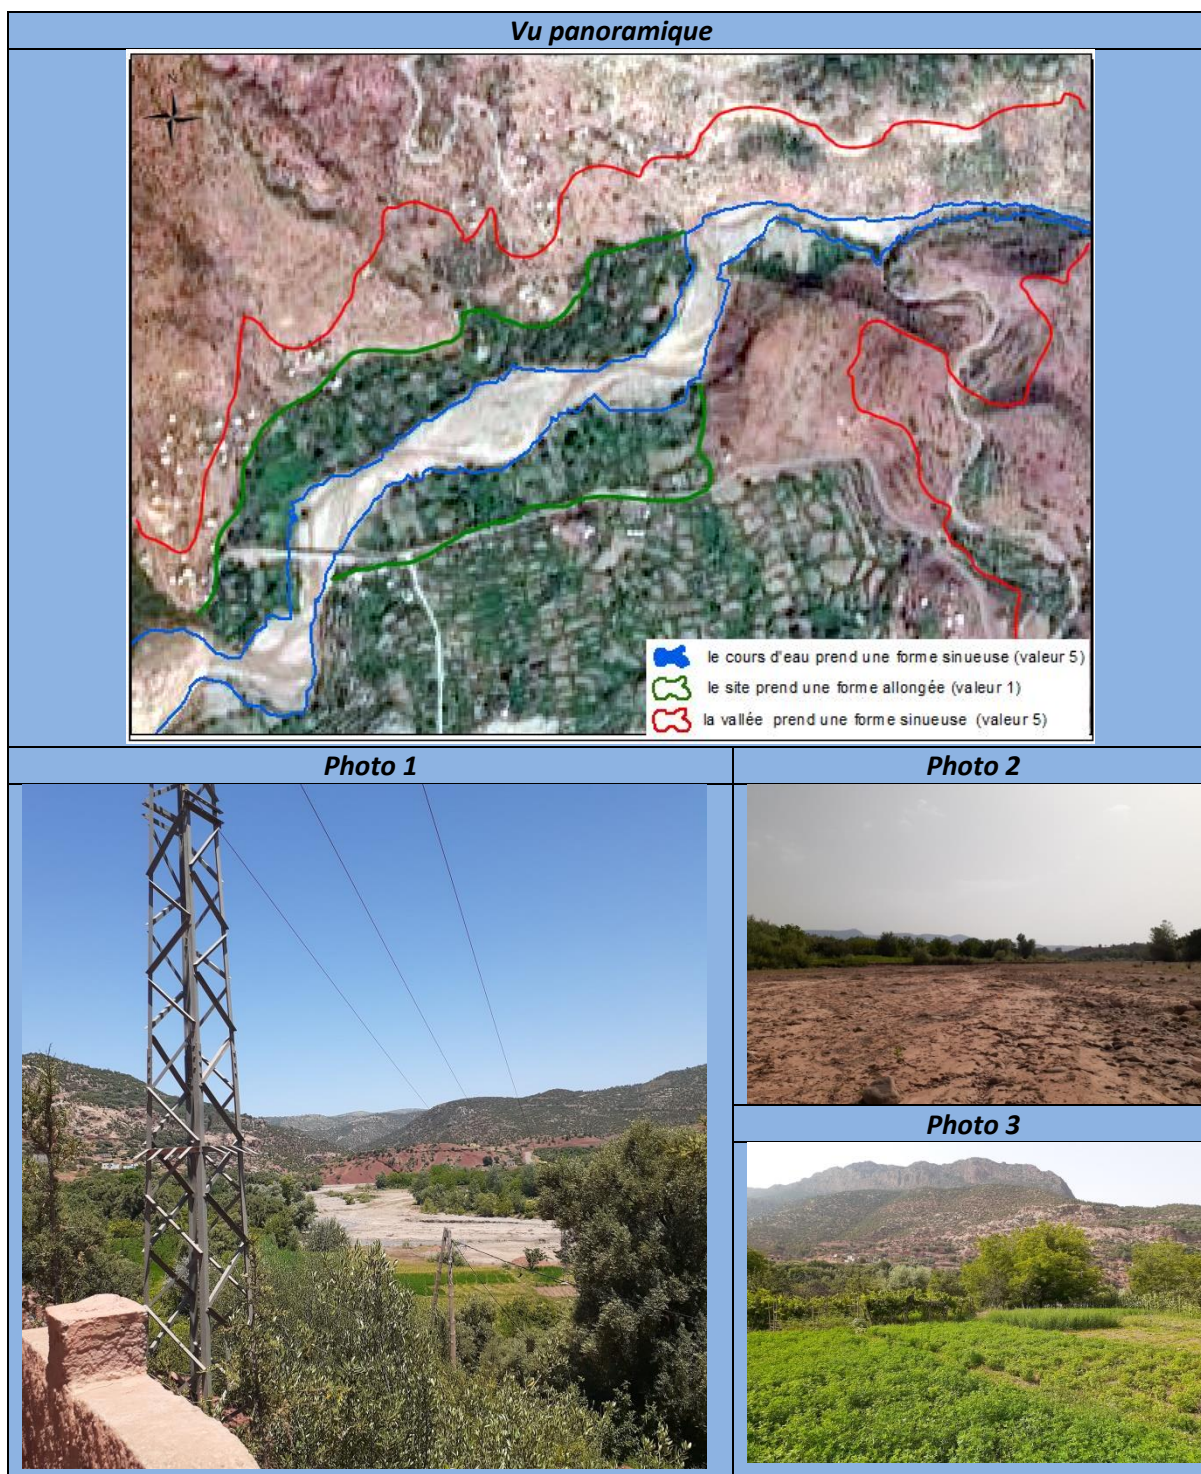 Vu panoramique
N
le cours d'eau prend une forme sinueuse (valeur 5)
le site prend une forme allongée (valeur 1)
la vallée prend une forme sinueuse (valeur 5)
Photo 1
Photo 2
Photo 3